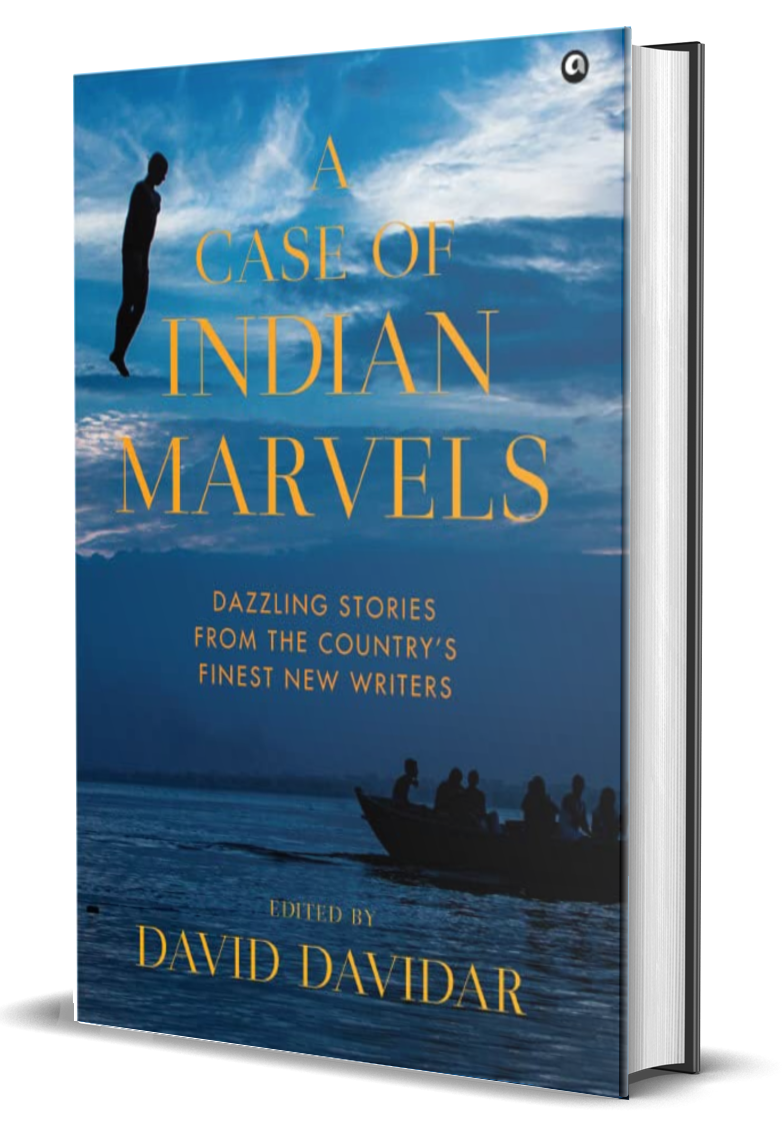 a
A
CASE OF
INDIAN
MARVELS
DAZZLING STORIES
FROM THE COUNTRY'S
FINEST NEW WRITERS
EDITED BY
DAVID DAVIDAR